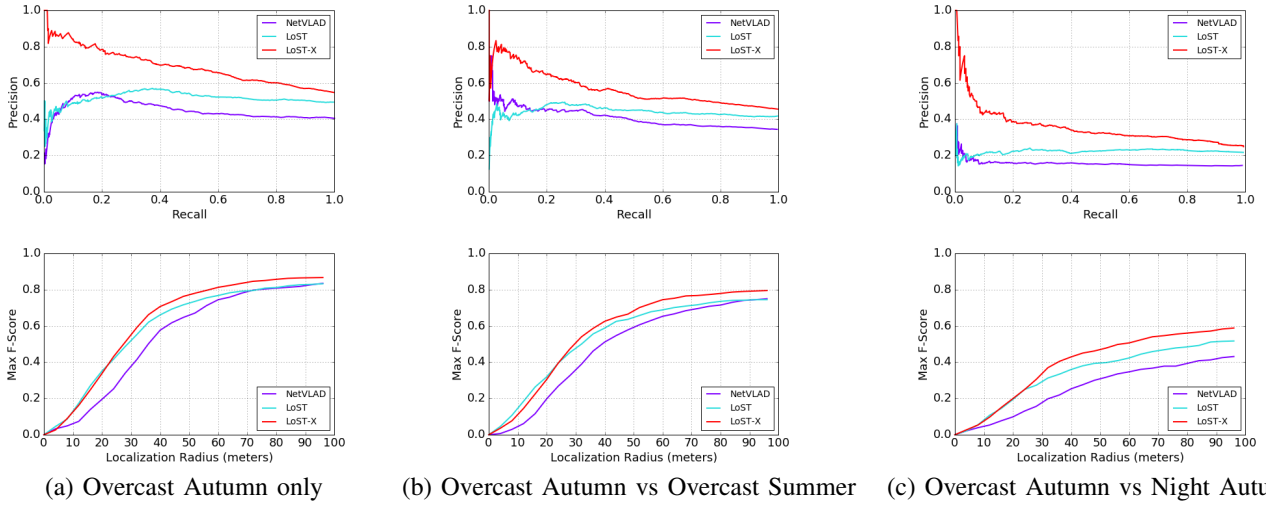 1.0
0.8
0.6
0.4
0.2
0.0
Precision
0.0 0.2 0.4 0.6 0.8 1.0
Recall
NetVLAD
LoST
LoST-X
1.0
0.8
0.6
0.4
0.2
0.0
Precision
0.0 0.2 0.4 0.6 0.8 1.0
Recall
NetVLAD
LoST
LoST-X
1.0
0.8
0.6
0.4
0.2
0.0
Precision
0.0 0.2 0.4 0.6 0.8 1.0
Recall
NetVLAD
LoST
LoST-X
1.0
0.8
0.6
0.4
0.2
0.0
Max F-Score
0 10 20 30 40 50 60 70 80 90 100
Localization Radius (meters)
NetVLAD
LoST
LoST-X
1.0
0.8
0.6
0.4
0.2
0.0
Max F-Score
0 10 20 30 40 50 60 70 80 90 100
Localization Radius (meters)
NetVLAD
LoST
LoST-X
1.0
0.8
0.6
0.4
0.2
0.0
Max F-Score
0 10 20 30 40 50 60 70 80 90 100
Localization Radius (meters)
NetVLAD
LoST
LoST-X
(a) Overcast Autumn only
(b) Overcast Autumn vs Overcast Summer
(c) Overcast Autumn vs Night Autu